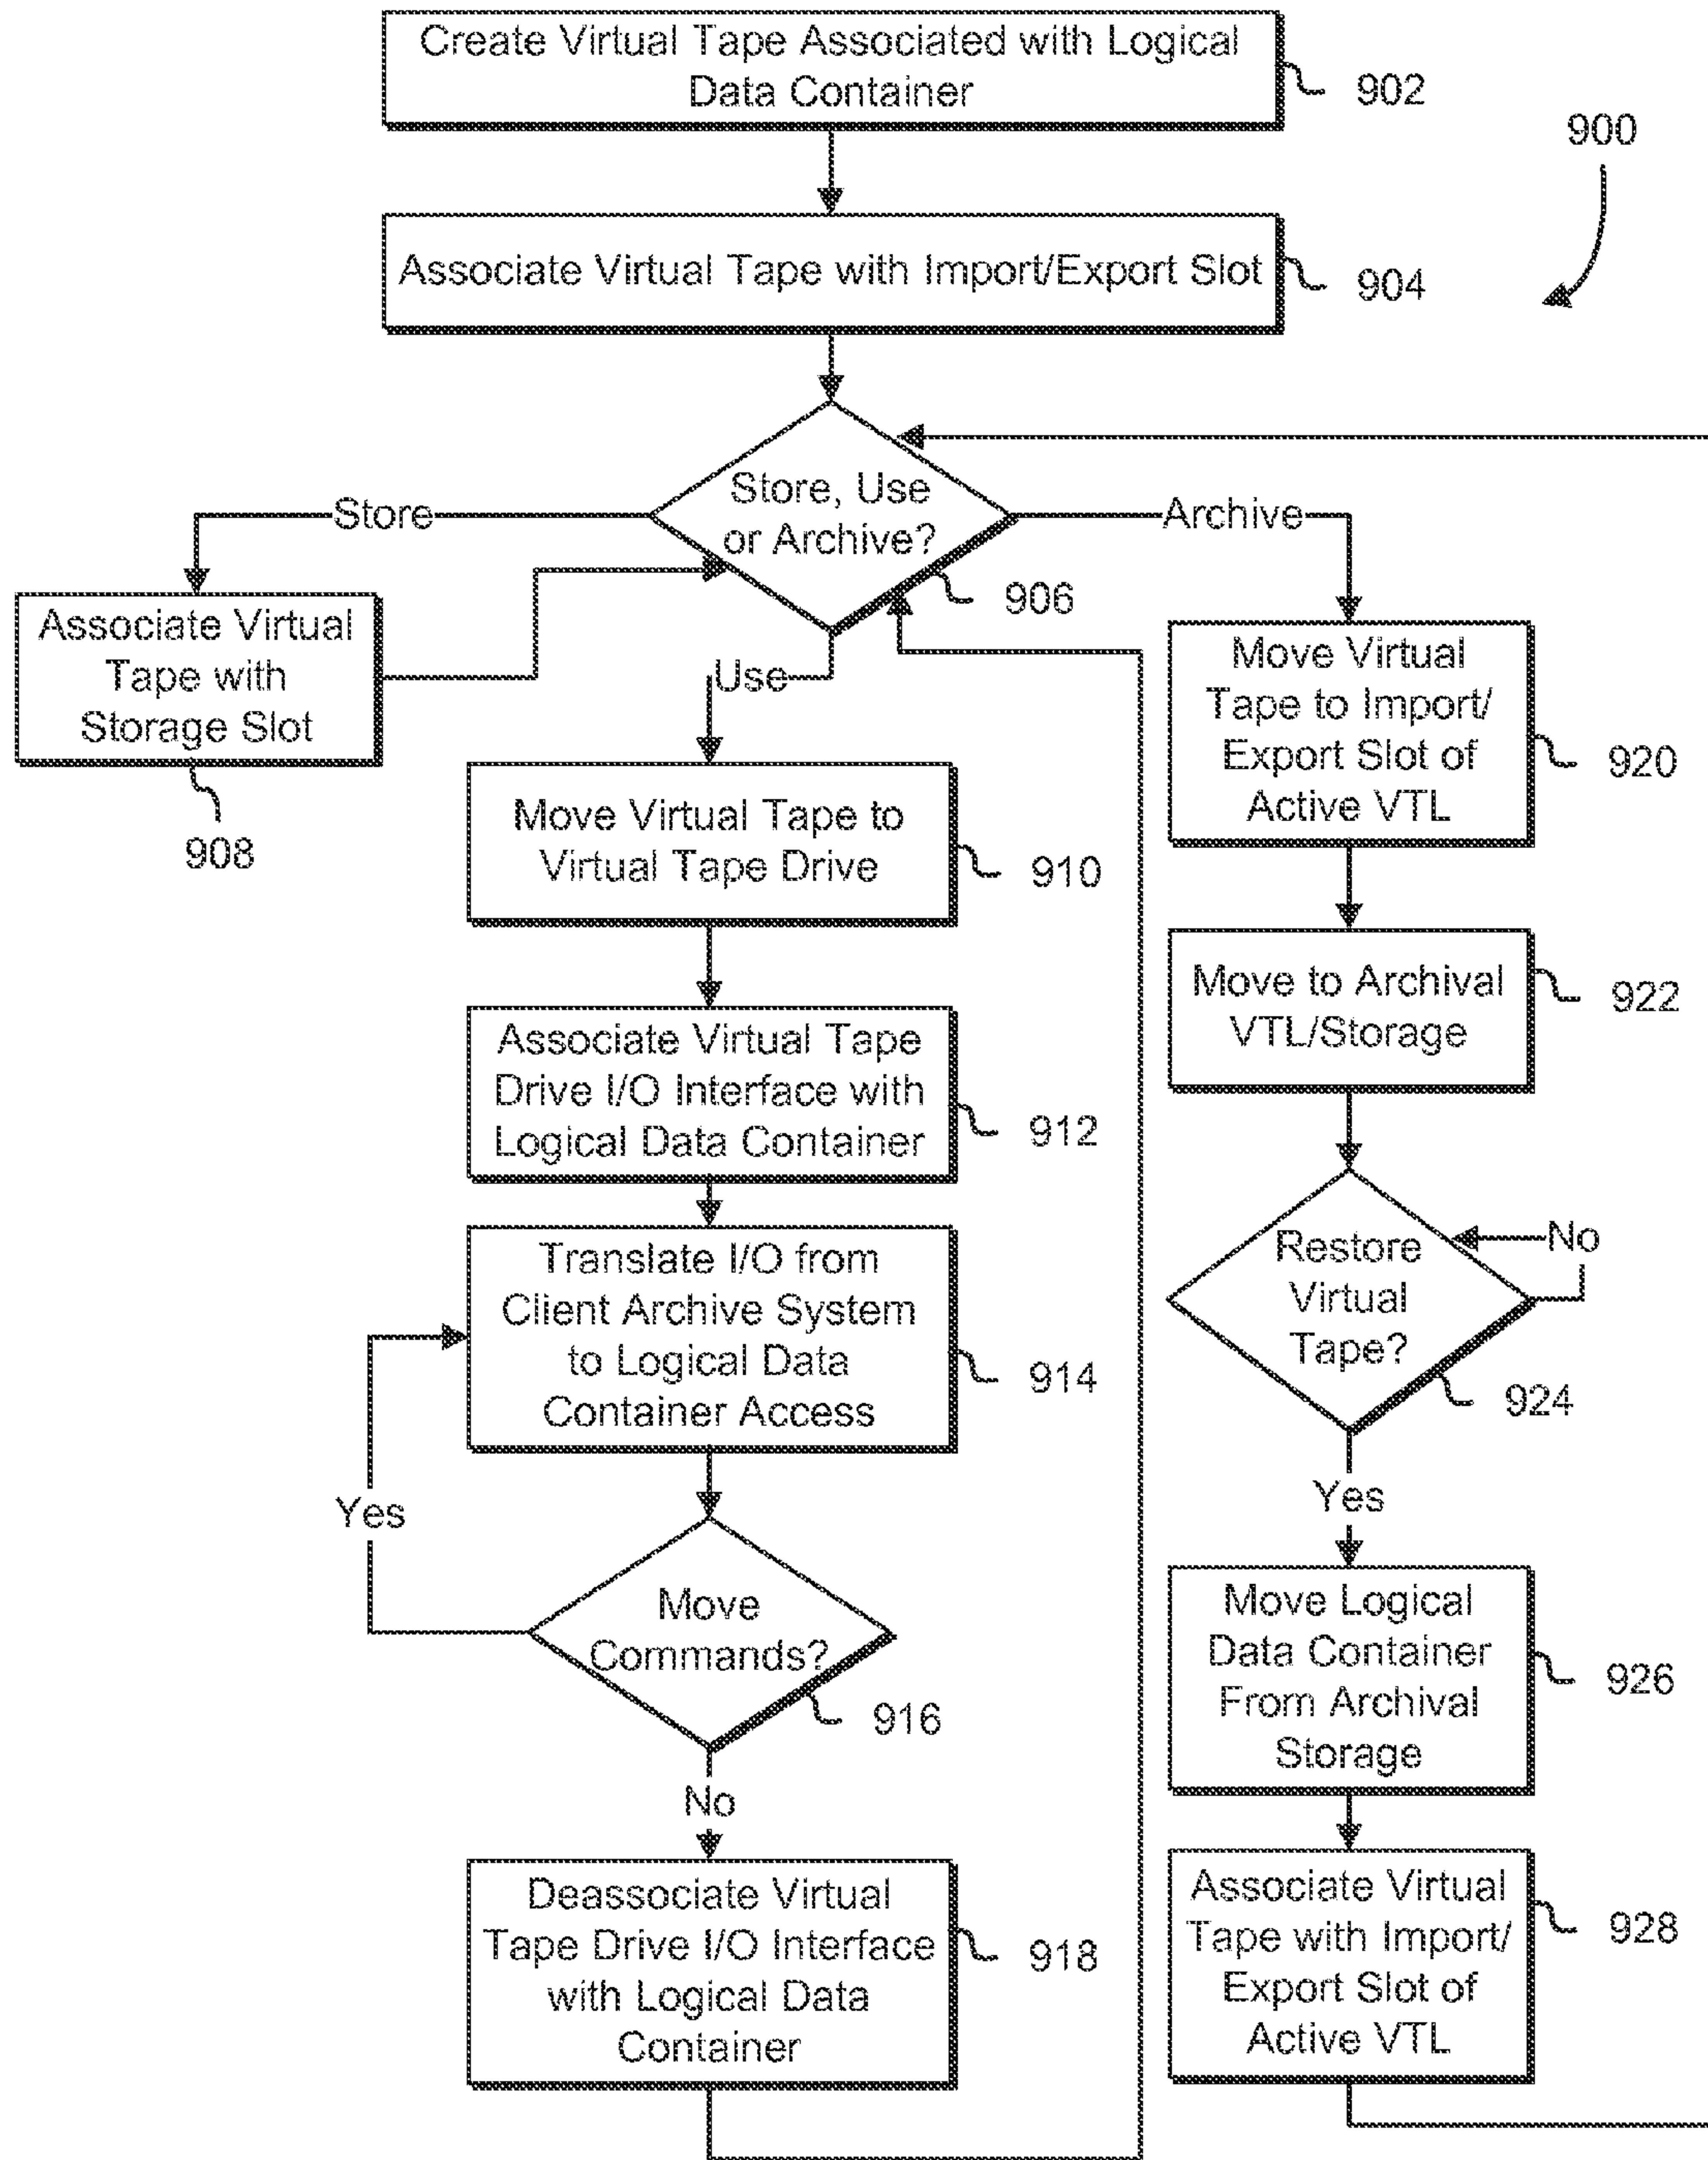 Create Virtual Tape Associated with Logical
Data Container
902
900
Associate Virtual Tape with Import/Export Slot
904
Store, Use
or Archive?
906
Store
Archive
Use
Associate Virtual
Tape with
Storage Slot
908
Move Virtual Tape to
Virtual Tape Drive
910
Associate Virtual Tape
Drive I/O Interface with
Logical Data Container
912
Translate I/O from
Client Archive System
to Logical Data
Container Access
914
Yes
Move
Commands?
916
No
Deassociate Virtual
Tape Drive I/O Interface
with Logical Data
Container
918
Move Virtual
Tape to Import/
Export Slot of
Active VTL
920
Move to Archival
VTL/Storage
922
Restore
Virtual
Tape?
No
924
Yes
Move Logical
Data Container
From Archival
Storage
926
Associate Virtual
Tape with Import/
Export Slot of
Active VTL
928